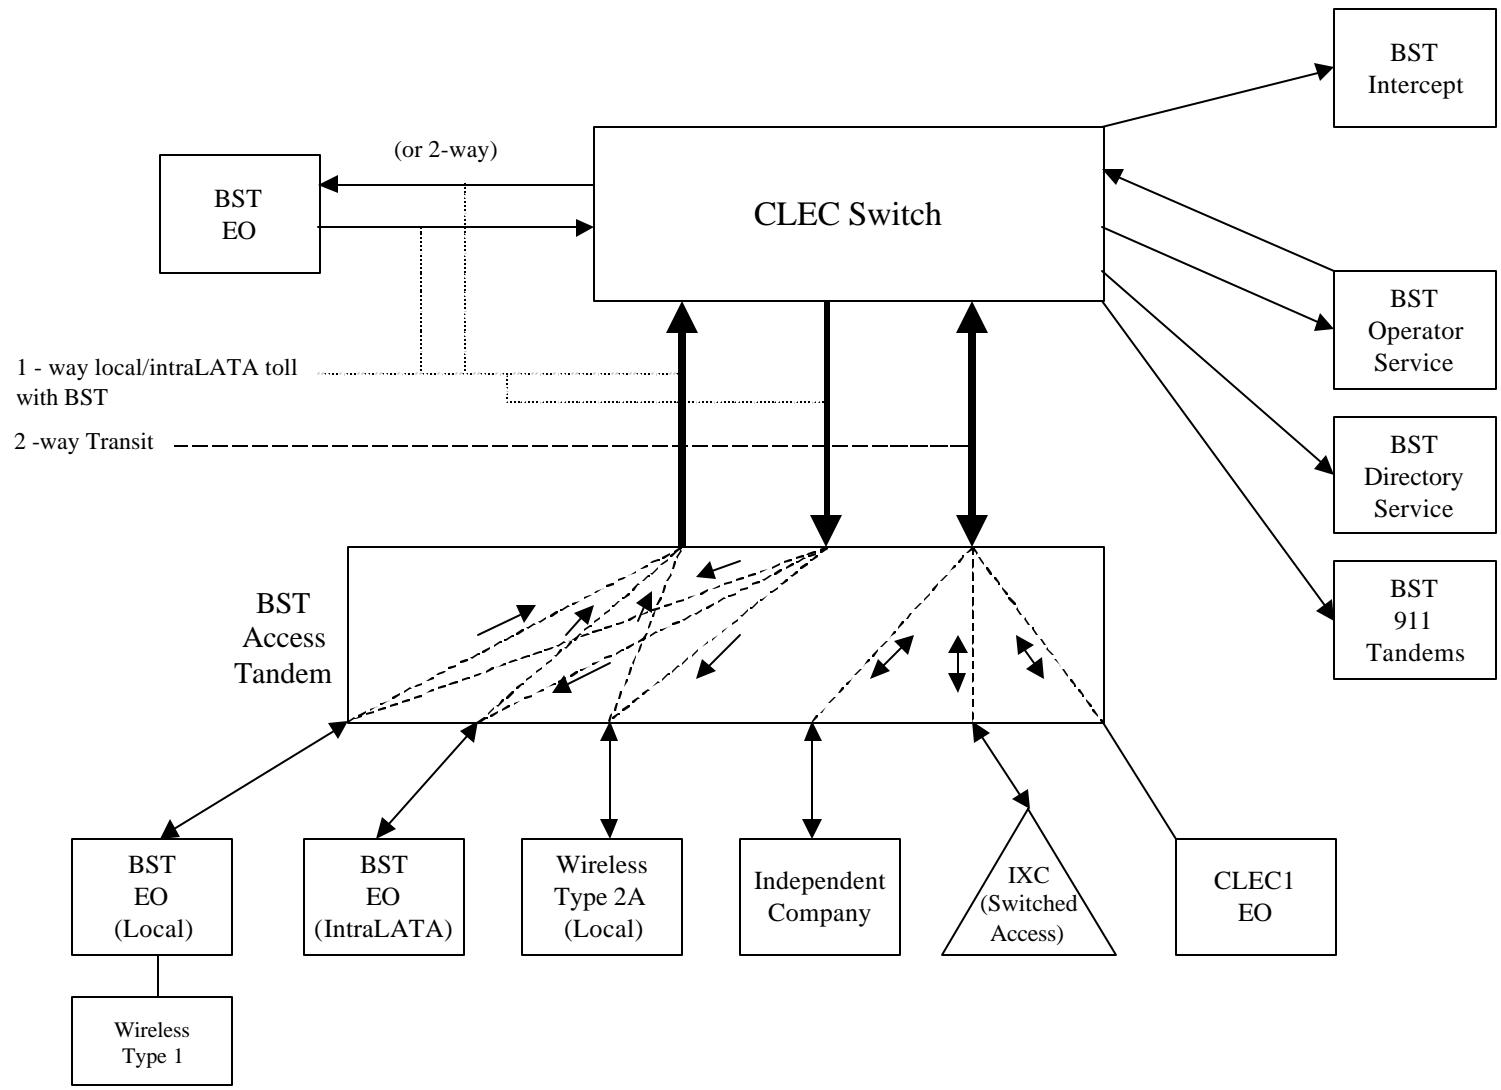 BST
Intercept
(or 2-way)
BST
EO
CLEC Switch
BST
Operator
Service
1 - way local/intraLATA toll
with BST
2 -way Transit
BST
Directory
Service
BST
911
Tandems
BST
Access
Tandem
BST
EO
(Local)
BST
EO
(IntraLATA)
Wireless
Type 2A
(Local)
Independent
Company
IXC
(Switched
Access)
CLEC1
EO
Wireless
Type 1